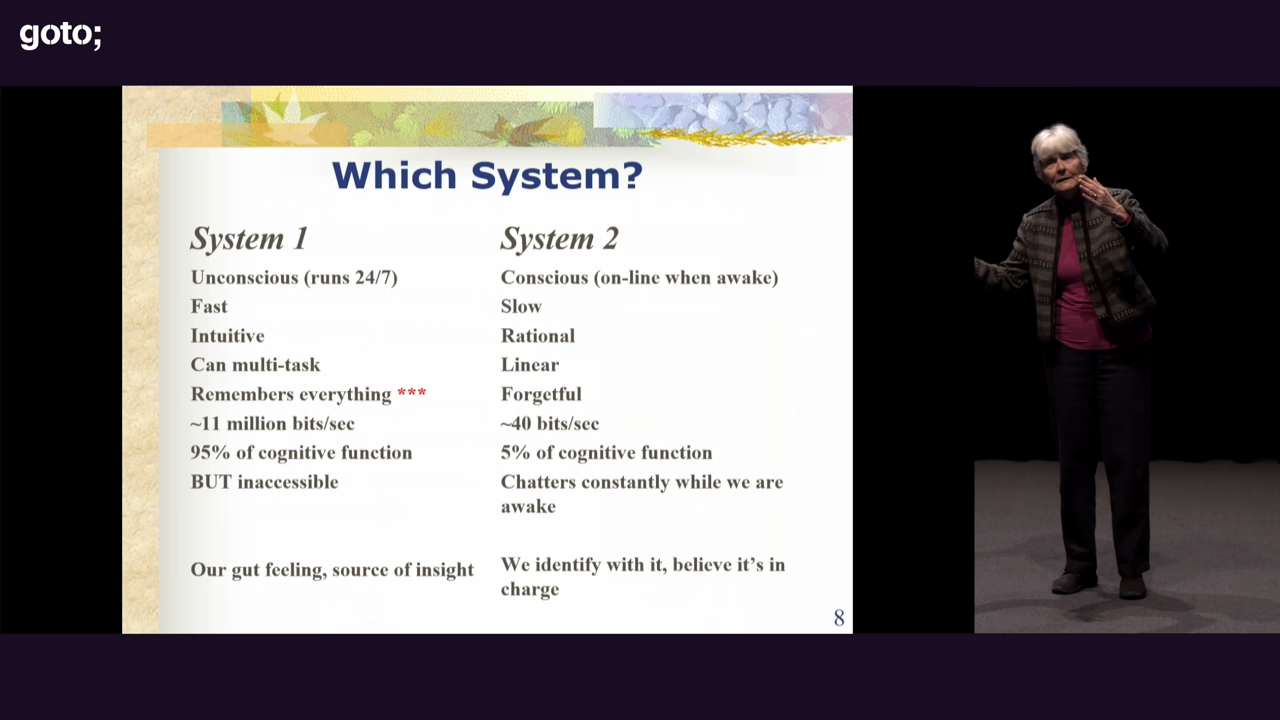 goto;
Which System?
System 1
Unconscious (runs 24/7)
Fast
Intuitive
Can multi-task
Remembers everything ***
~11 million bits/sec
95% of cognitive function
BUT inaccessible
Our gut feeling, source of insight
System 2
Conscious (on-line when awake)
Slow
Rational
Linear
Forgetful
~40 bits/sec
5% of cognitive function
Chatters constantly while we are
awake
We identify with it, believe it’s in
charge
8